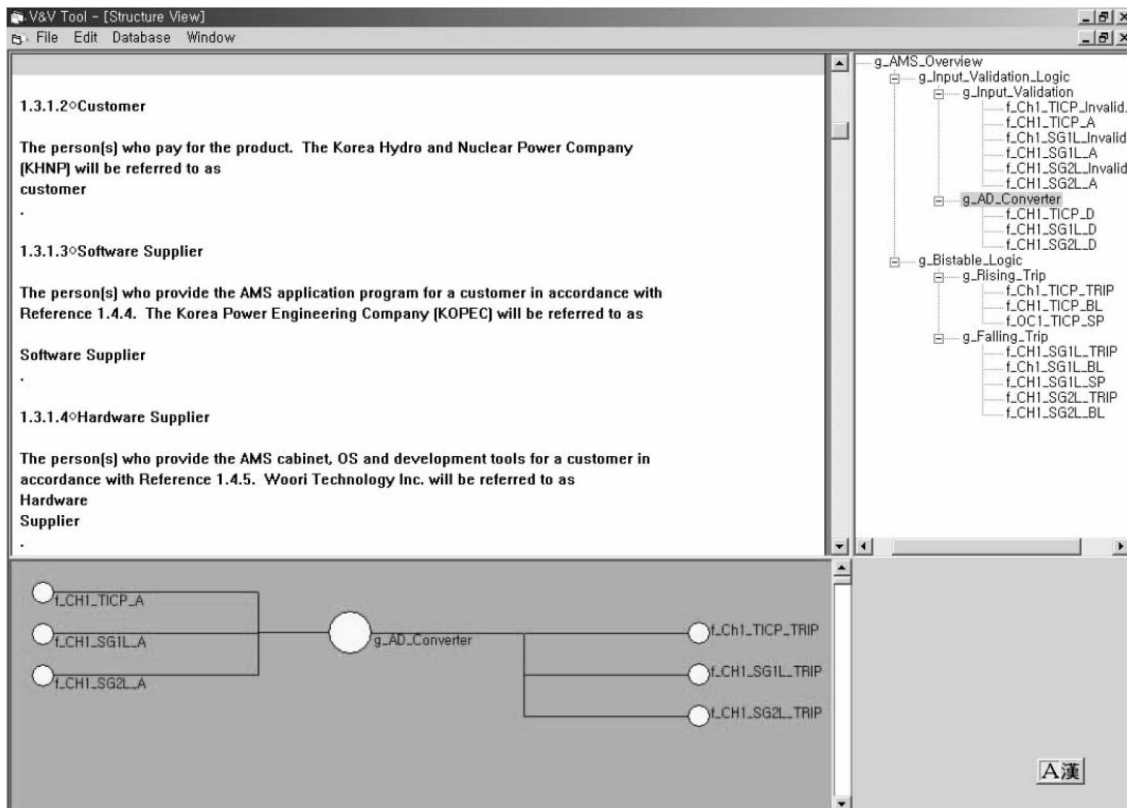 V&V Tool - [Structure View]
File Edit Database Window
1.3.1.2◇Customer
The person(s) who pay for the product. The Korea Hydro and Nuclear Power Company
(KHNP) will be referred to as
customer
.
1.3.1.3◇Software Supplier
The person(s) who provide the AMS application program for a customer in accordance with
Reference 1.4.4. The Korea Power Engineering Company (KOPEC) will be referred to as
Software Supplier
.
1.3.1.4◇Hardware Supplier
The person(s) who provide the AMS cabinet, OS and development tools for a customer in
accordance with Reference 1.4.5. Woori Technology Inc. will be referred to as
Hardware
Supplier
.
g_AMS_Overview
g_Input_Validation_Logic
g_Input_Validation
f_Ch1_TICP_Invalid.
f_CH1_TICP_A
f_Ch1_SG1L_Invalid
f_CH1_SG1L_A
f_CH1_SG2L_Invalid
f_CH1_SG2L_A
g_AD_Converter
f_CH1_TICP_D
f_CH1_SG1L_D
f_CH1_SG2L_D
g_Bistable_Logic
g_Rising_Trip
f_Ch1_TICP_TRIP
f_CH1_TICP_BL
f_OC1_TICP_SP
g_Falling_Trip
f_CH1_SG1L_TRIP
f_Ch1_SG1L_BL
f_CH1_SG1L_SP
f_CH1_SG2L_TRIP
f_CH1_SG2L_BL
f_CH1_TICP_A
f_CH1_SG1L_A
f_CH1_SG2L_A
g_AD_Converter
f_Ch1_TICP_TRIP
f_CH1_SG1L_TRIP
f_CH1_SG2L_TRIP
A漢